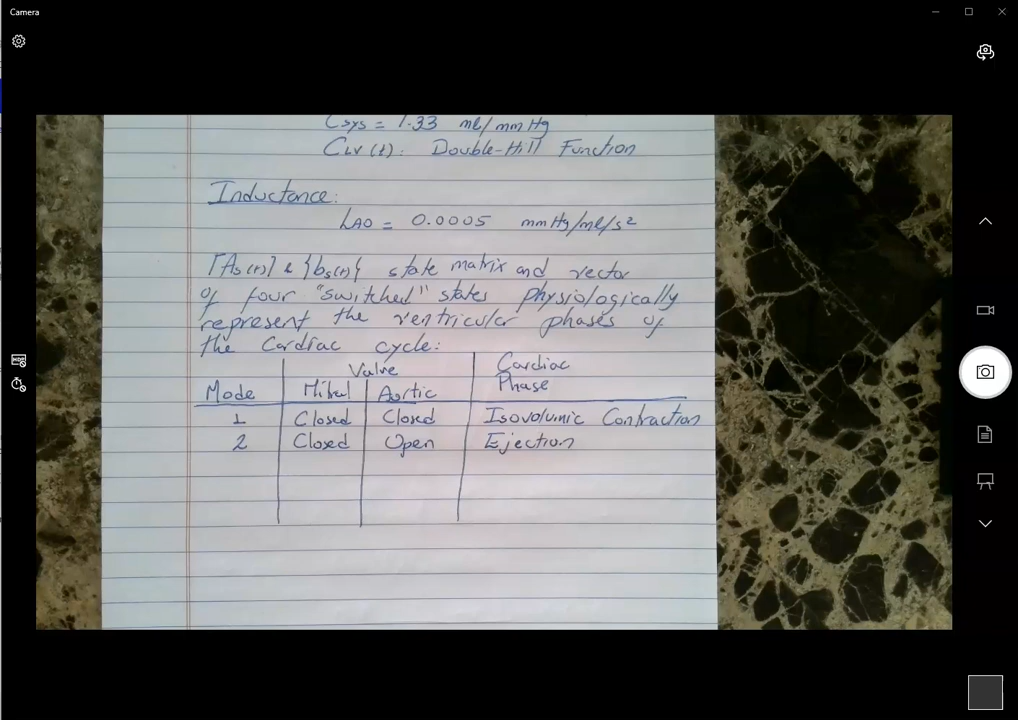 Camera
Csys = 1.33 ml/mmHg
CLV(t): Double-Hill Function
Inductance:
LAO = 0.0005 mmHg/ml/s²
[As(t)] & {bs(t)} state matrix and vector
of four "switched" states physiologically
represent the ventricular phases of
the Cardiac cycle:
Valve Cardiac
Mode Mitral Aortic Phase
1 Closed Closed Isovolumic Contraction
2 Closed Open Ejection